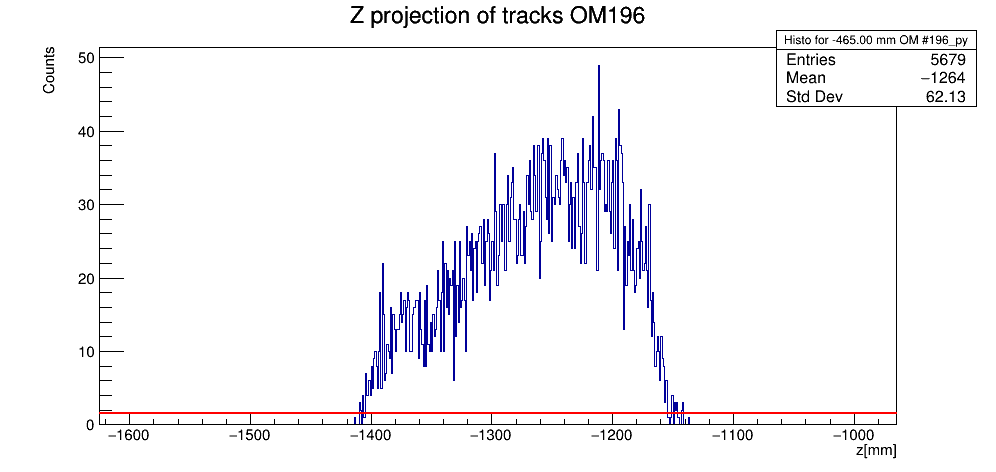 Z projection of tracks OM196
Histo for -465.00 mm OM #196_py
Entries 5679
Mean −1264
Std Dev 62.13
Counts
50
40
30
20
10
0
−1600 −1500 −1400 −1300 −1200 −1100 −1000
z[mm]